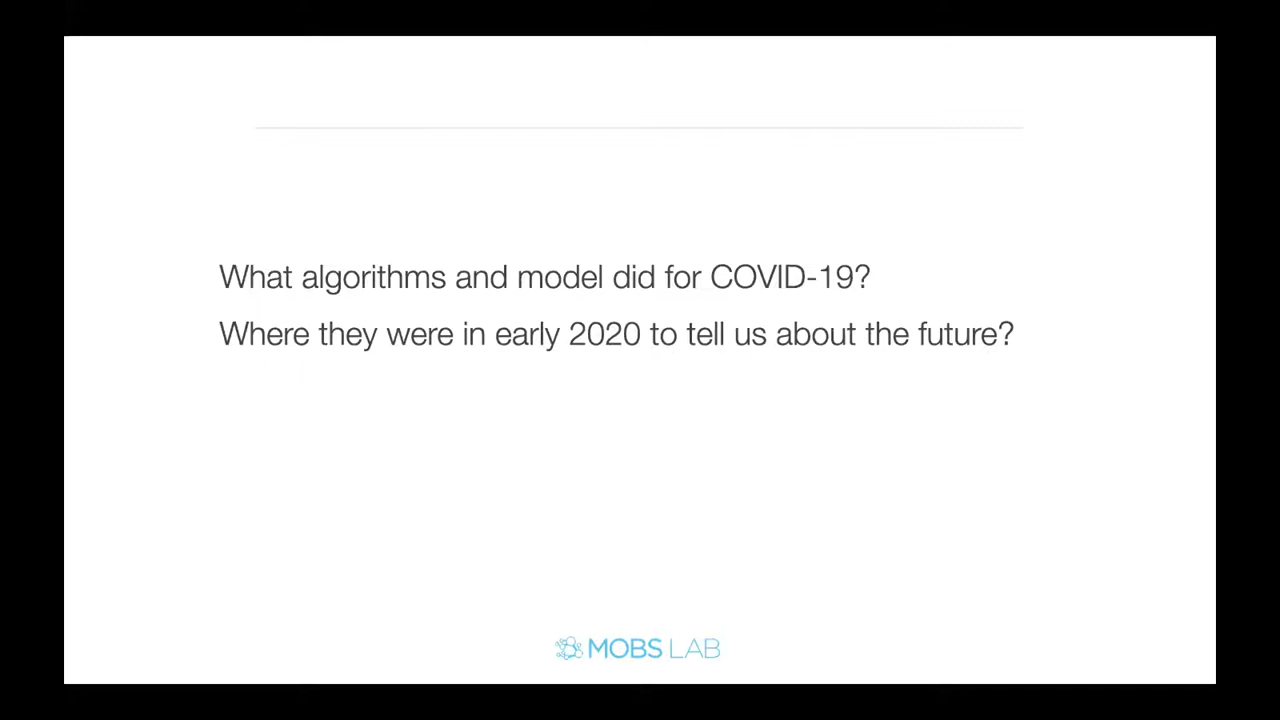 What algorithms and model did for COVID-19?
Where they were in early 2020 to tell us about the future?
MOBS LAB